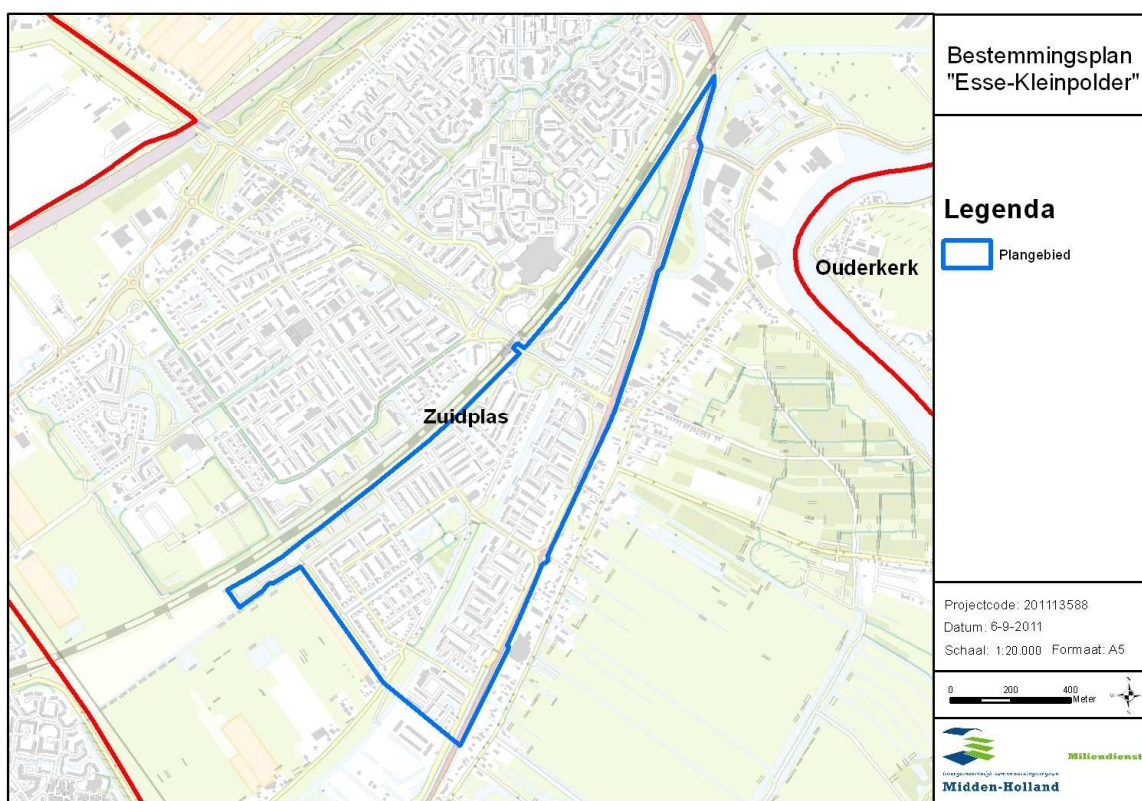 Bestemmingsplan
"Esse-Kleinpolder"
Legenda
Plangebied
Ouderkerk
Zuidplas
Projectcode: 201113588
Datum: 6-9-2011
Schaal: 1:20.000 Formaat: A5
0 200 400
Meter
Milieudienst
Midden-Holland